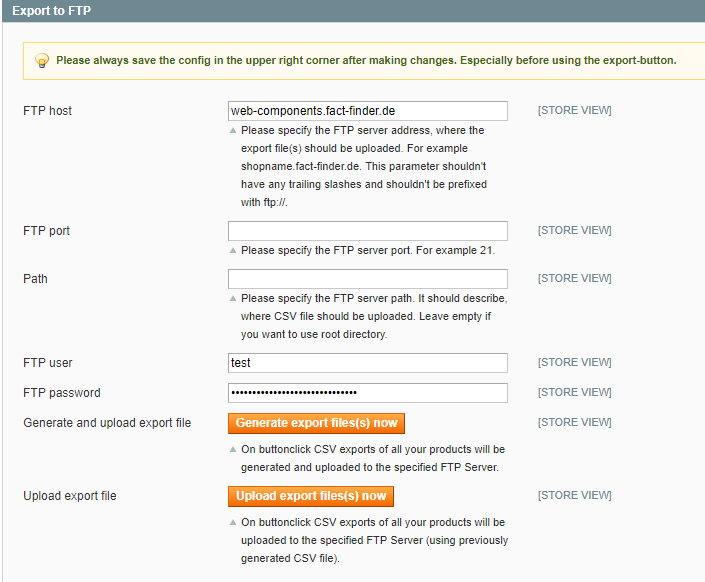 Export to FTP
Please always save the config in the upper right corner after making changes. Especially before using the export-button.
FTP host web-components.fact-finder.de [STORE VIEW]
Please specify the FTP server address, where the
export file(s) should be uploaded. For example
shopname.fact-finder.de. This parameter shouldn't
have any trailing slashes and shouldn't be prefixed
with ftp://.
FTP port [STORE VIEW]
Please specify the FTP server port. For example 21.
Path [STORE VIEW]
Please specify the FTP server path. It should describe,
where CSV file should be uploaded. Leave empty if
you want to use root directory.
FTP user test [STORE VIEW]
FTP password •••••••••••••••••••••••••••••• [STORE VIEW]
Generate and upload export file Generate export files(s) now [STORE VIEW]
On buttonclick CSV exports of all your products will be
generated and uploaded to the specified FTP Server.
Upload export file Upload export files(s) now [STORE VIEW]
On buttonclick CSV exports of all your products will be
uploaded to the specified FTP Server (using previously
generated CSV file).